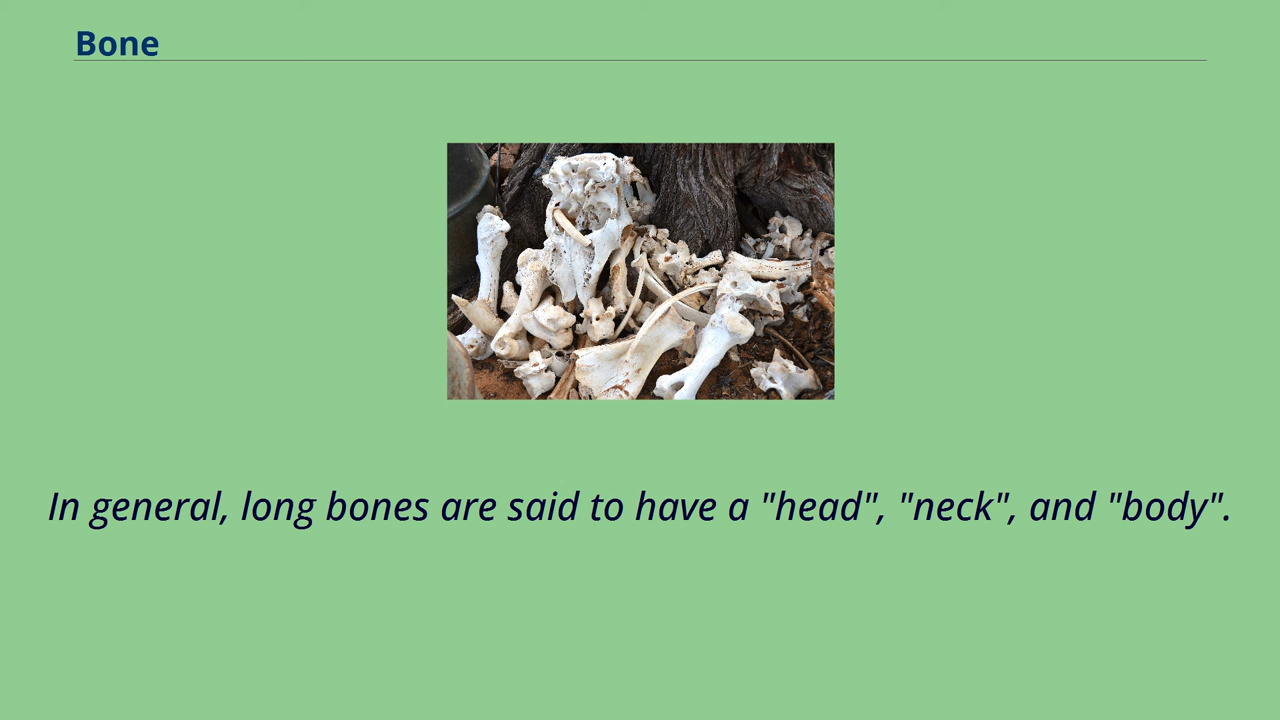 Bone
In general, long bones are said to have a "head", "neck", and "body".